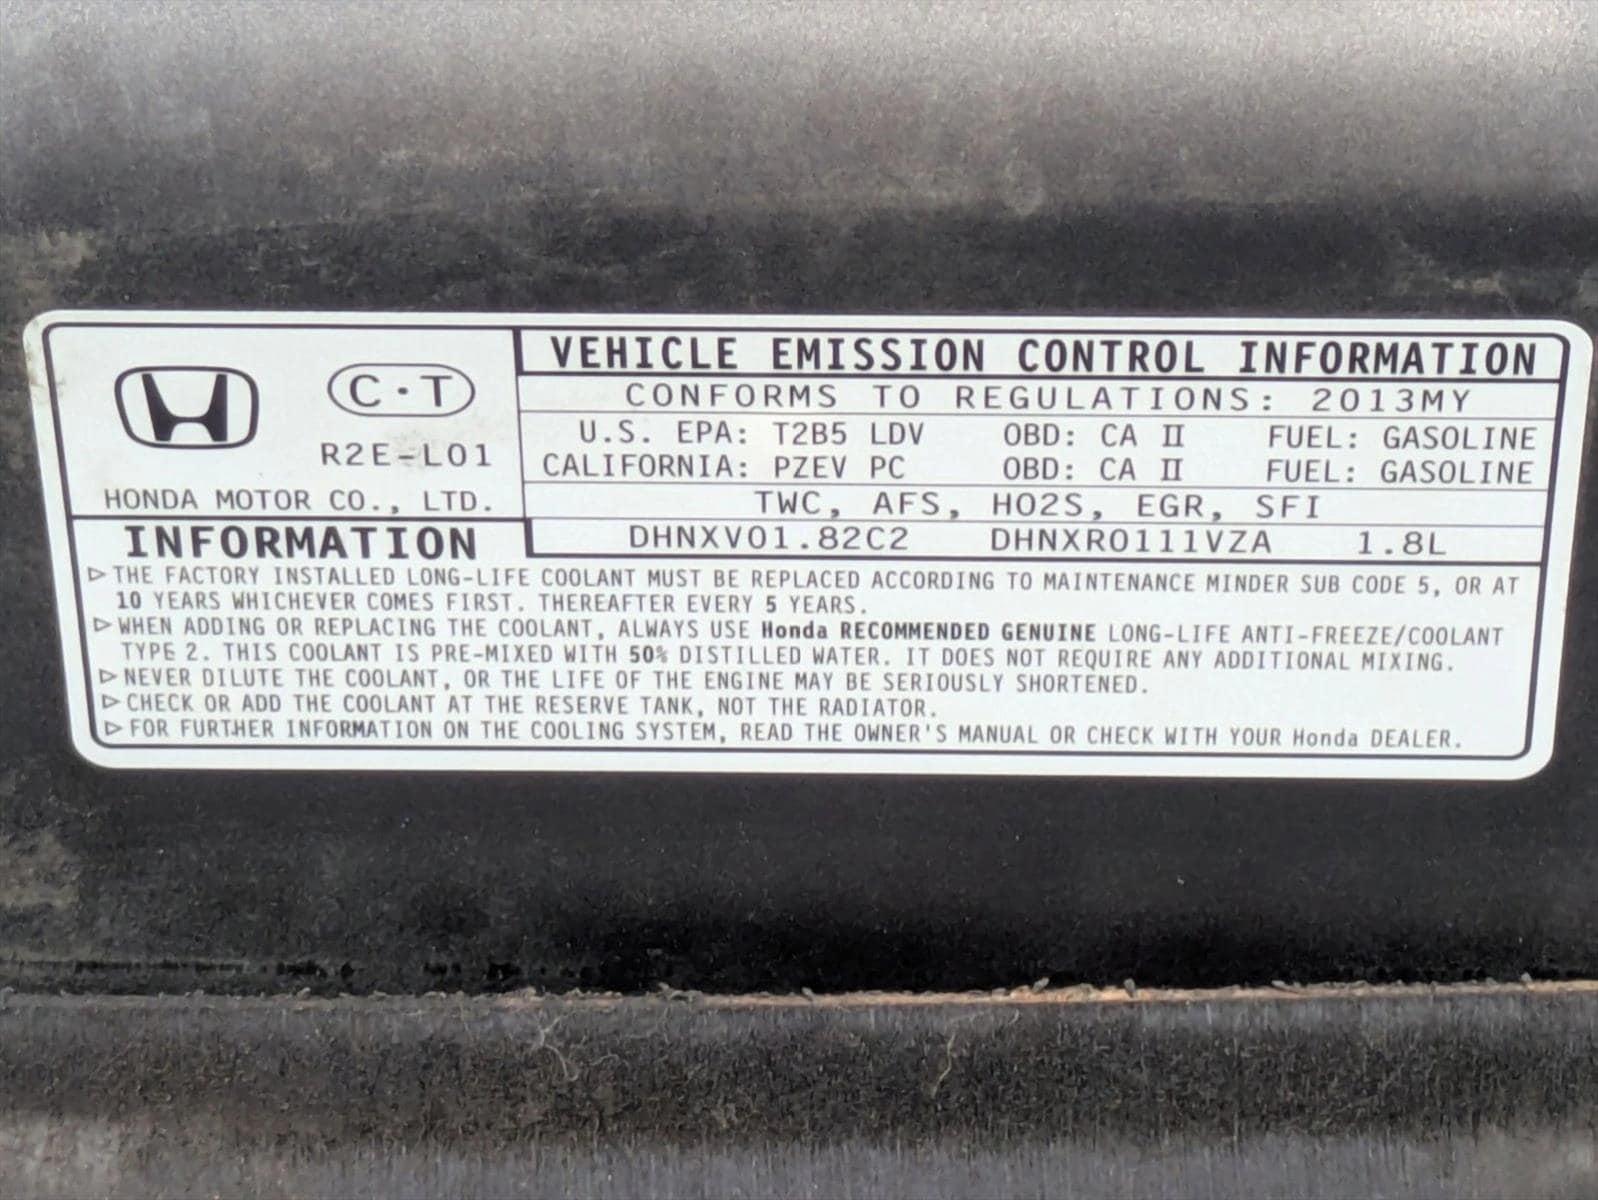 C·T
R2E-L01
HONDA MOTOR CO., LTD.
VEHICLE EMISSION CONTROL INFORMATION
CONFORMS TO REGULATIONS: 2013MY
U.S. EPA: T2B5 LDV OBD: CA II FUEL: GASOLINE
CALIFORNIA: PZEV PC OBD: CA II FUEL: GASOLINE
TWC, AFS, HO2S, EGR, SFI
DHNXV01.82C2 DHNXR0111VZA 1.8L
INFORMATION
▷THE FACTORY INSTALLED LONG-LIFE COOLANT MUST BE REPLACED ACCORDING TO MAINTENANCE MINDER SUB CODE 5, OR AT
10 YEARS WHICHEVER COMES FIRST. THEREAFTER EVERY 5 YEARS.
▷WHEN ADDING OR REPLACING THE COOLANT, ALWAYS USE Honda RECOMMENDED GENUINE LONG-LIFE ANTI-FREEZE/COOLANT
TYPE 2. THIS COOLANT IS PRE-MIXED WITH 50% DISTILLED WATER. IT DOES NOT REQUIRE ANY ADDITIONAL MIXING.
▷NEVER DILUTE THE COOLANT, OR THE LIFE OF THE ENGINE MAY BE SERIOUSLY SHORTENED.
▷CHECK OR ADD THE COOLANT AT THE RESERVE TANK, NOT THE RADIATOR.
▷FOR FURTHER INFORMATION ON THE COOLING SYSTEM, READ THE OWNER'S MANUAL OR CHECK WITH YOUR Honda DEALER.